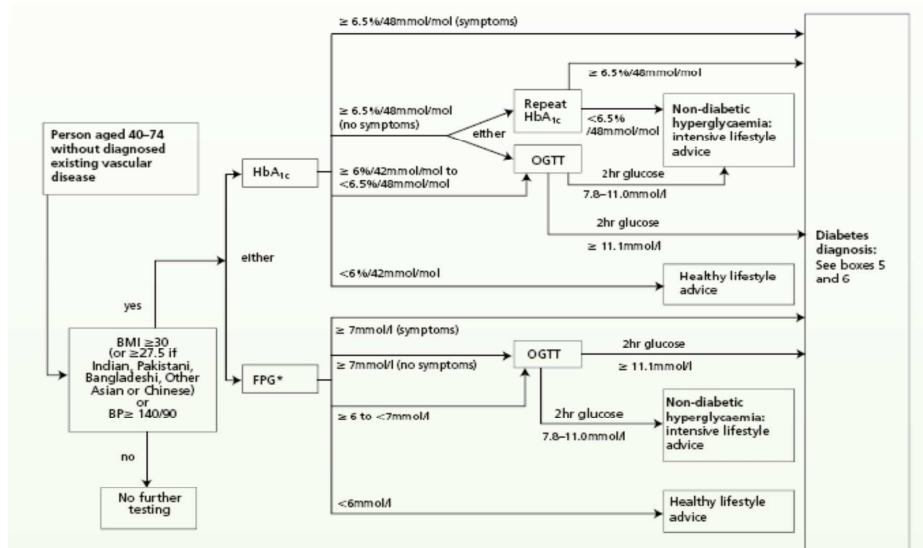 Person aged 40–74
without diagnosed
existing vascular
disease
BMI ≥30
(or ≥27.5 if
Indian, Pakistani,
Bangladeshi, Other
Asian or Chinese)
or
BP≥ 140/90
yes
no
No further
testing
either
HbA1c
≥ 6.5%/48mmol/mol (symptoms)
≥ 6.5%/48mmol/mol
(no symptoms)
either
Repeat
HbA1c
≥ 6.5%/48mmol/mol
<6.5%
/48mmol/mol
Non-diabetic
hyperglycaemia:
intensive lifestyle
advice
OGTT
≥ 6%/42mmol/mol to
<6.5%/48mmol/mol
2hr glucose
7.8–11.0mmol/l
2hr glucose
≥ 11.1mmol/l
<6%/42mmol/mol
Healthy lifestyle
advice
Diabetes
diagnosis:
See boxes 5
and 6
FPG*
≥ 7mmol/l (symptoms)
≥ 7mmol/l (no symptoms)
OGTT
2hr glucose
≥ 11.1mmol/l
≥ 6 to <7mmol/l
2hr glucose
7.8–11.0mmol/l
Non-diabetic
hyperglycaemia:
intensive lifestyle
advice
<6mmol/l
Healthy lifestyle
advice